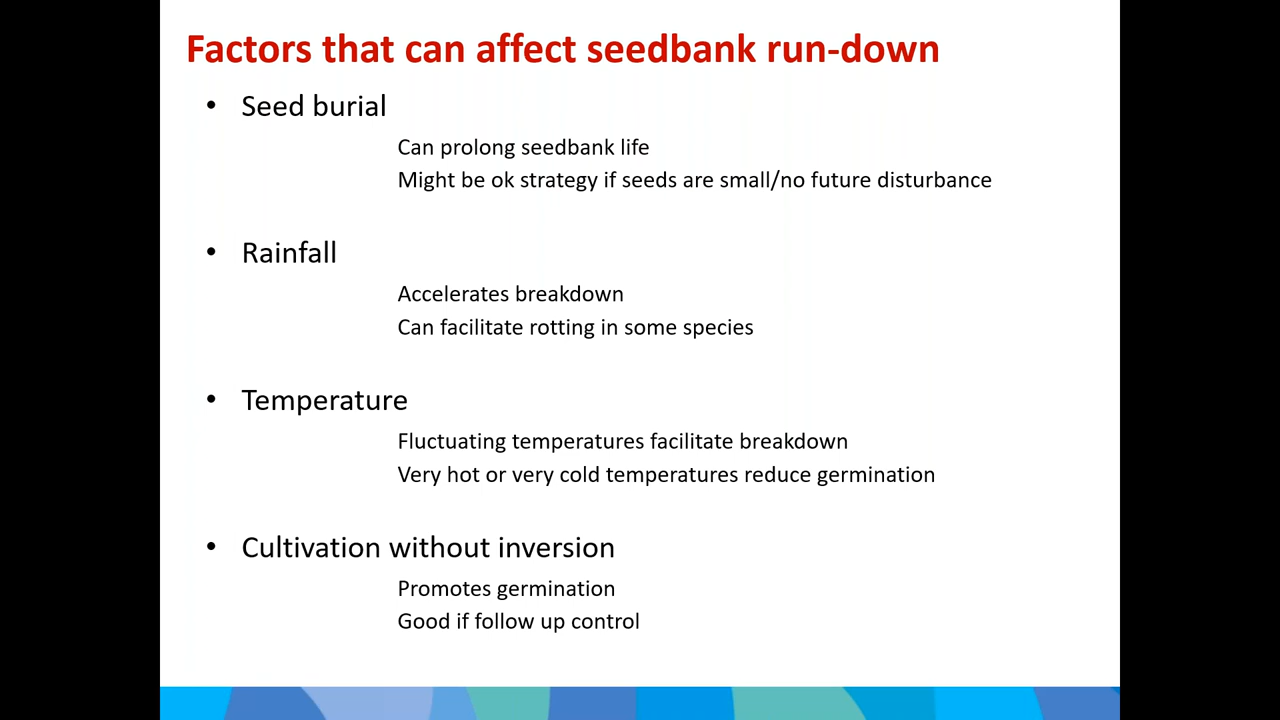 Factors that can affect seedbank run-down
• Seed burial
Can prolong seedbank life
Might be ok strategy if seeds are small/no future disturbance
• Rainfall
Accelerates breakdown
Can facilitate rotting in some species
• Temperature
Fluctuating temperatures facilitate breakdown
Very hot or very cold temperatures reduce germination
• Cultivation without inversion
Promotes germination
Good if follow up control